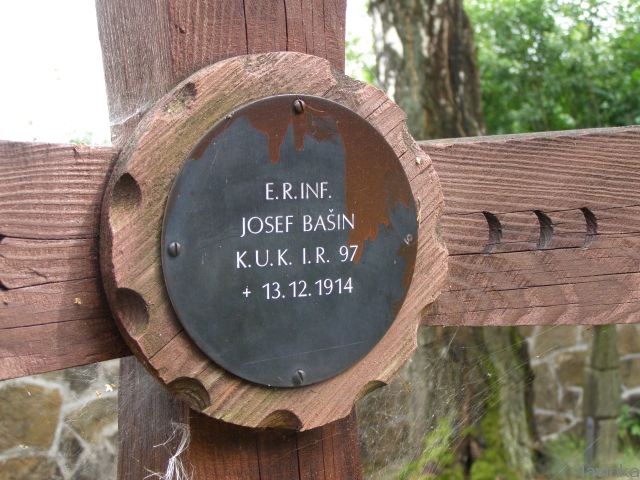 E.R.INF.
JOSEF BAŠIN
K.U.K. I.R. 97
+ 13.12.1914